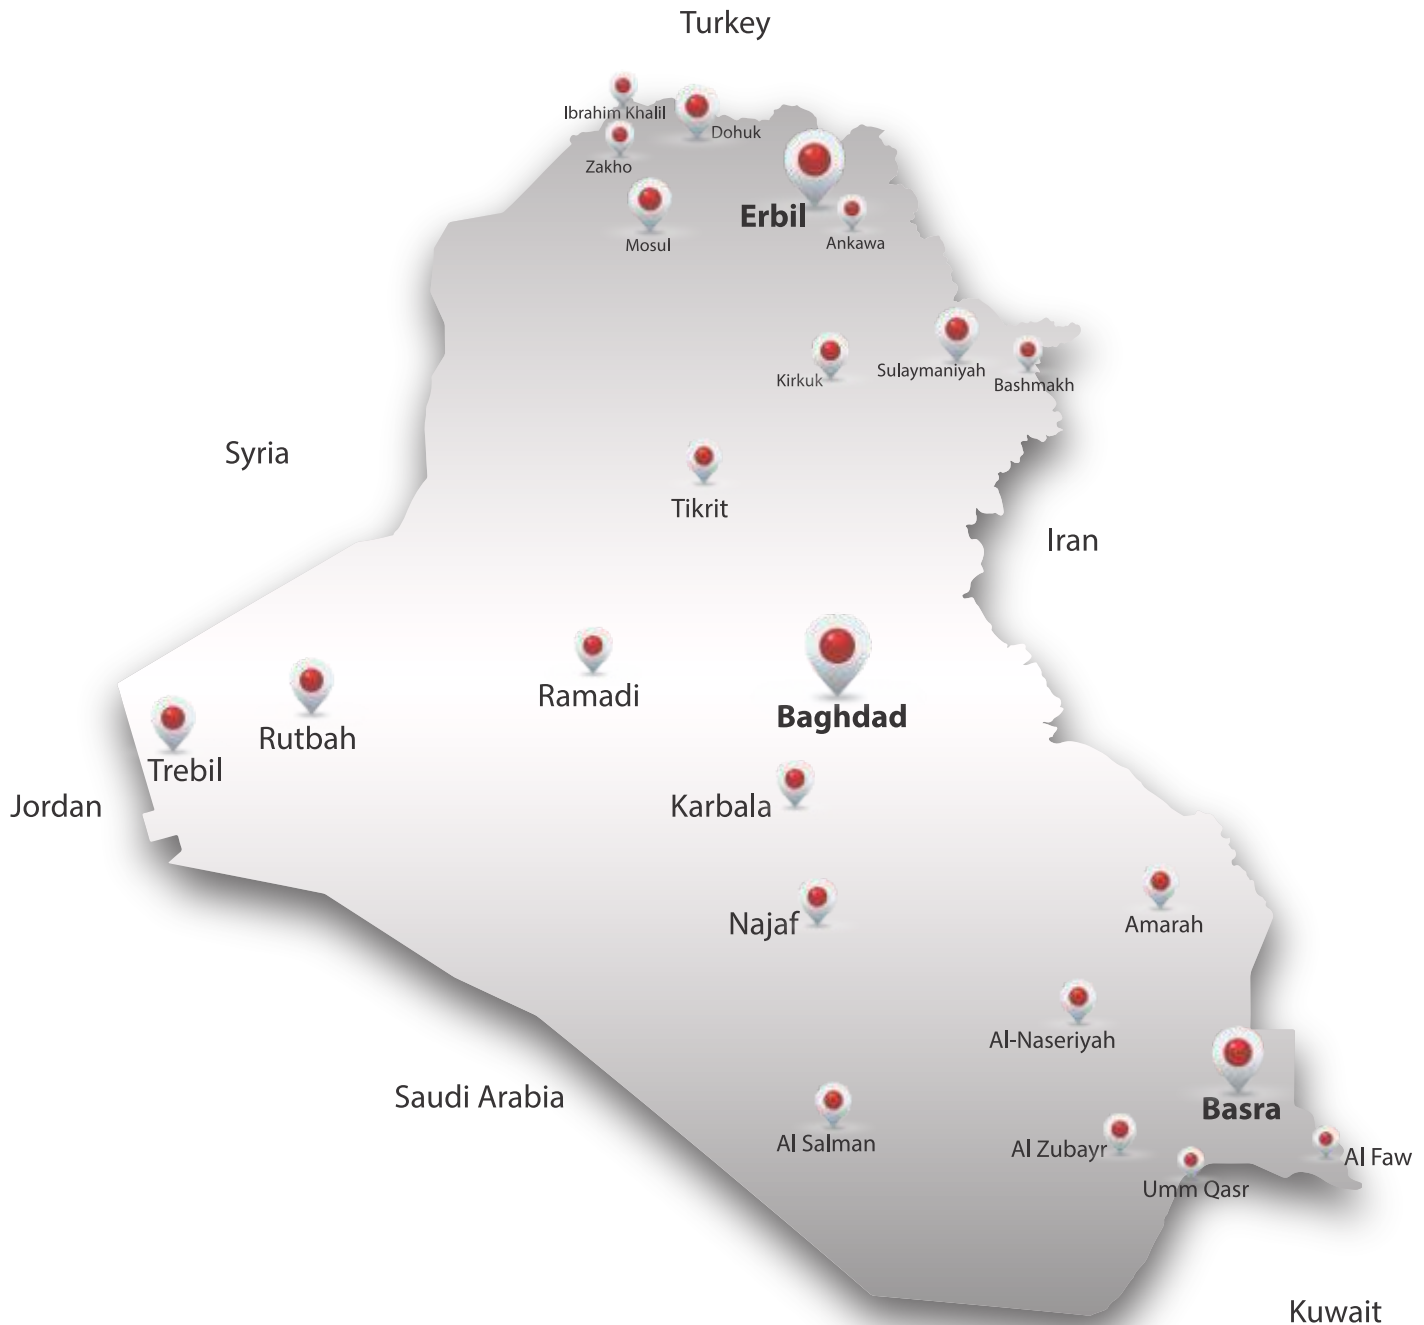 Turkey
Ibrahim Khalil
Dohuk
Zakho
Erbil
Mosul
Ankawa
Kirkuk
Sulaymaniyah
Bashmakh
Syria
Tikrit
Iran
Ramadi
Baghdad
Rutbah
Trebil
Jordan
Karbala
Najaf
Amarah
Al-Naseriyah
Saudi Arabia
Basra
Al Salman
Al Zubayr
Al Faw
Umm Qasr
Kuwait